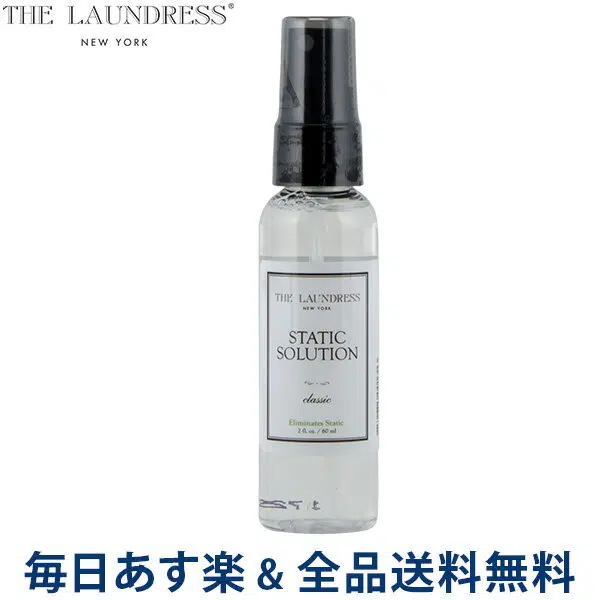 THE LAUNDRESS®
NEW YORK
THE LAUNDRESS
NEW YORK
STATIC
SOLUTION
classic
Eliminates Static
2 fl. oz. / 60 ml
毎日あす楽 & 全品送料無料